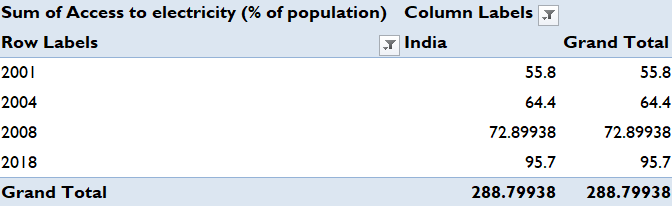 Sum of Access to electricity (% of population) Column Labels
Row Labels India Grand Total
2001 55.8 55.8
2004 64.4 64.4
2008 72.89938 72.89938
2018 95.7 95.7
Grand Total 288.79938 288.79938